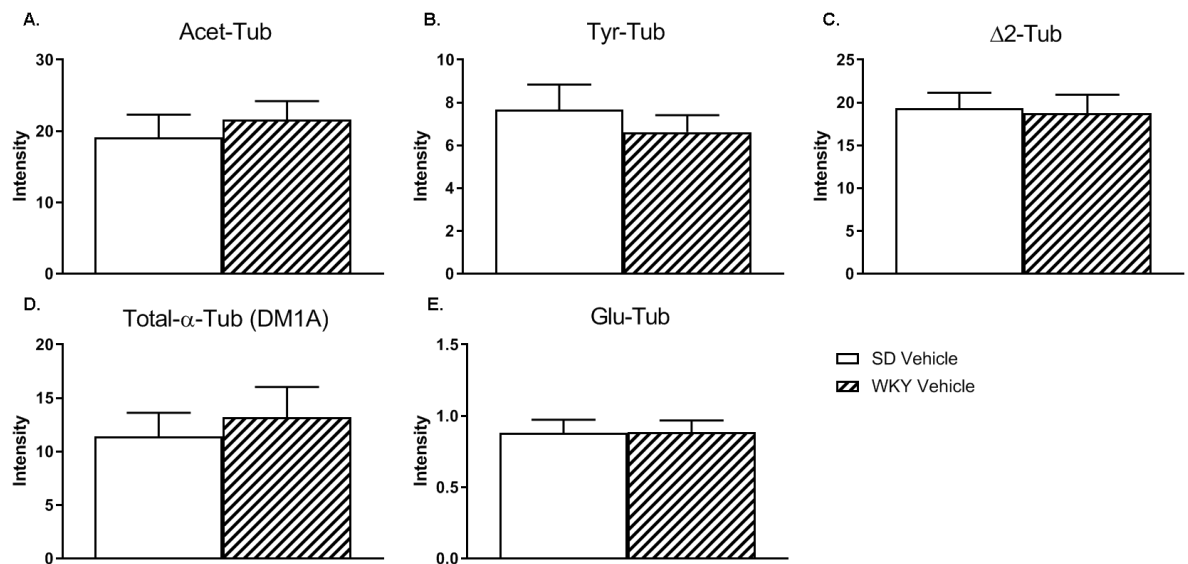 A.
Acet-Tub
Intensity
30
20
10
0
B.
Tyr-Tub
Intensity
10
8
6
4
2
0
C.
Δ2-Tub
Intensity
25
20
15
10
5
0
D.
Total-α-Tub (DM1A)
Intensity
20
15
10
5
0
E.
Glu-Tub
Intensity
1.5
1.0
0.5
0.0
SD Vehicle
WKY Vehicle